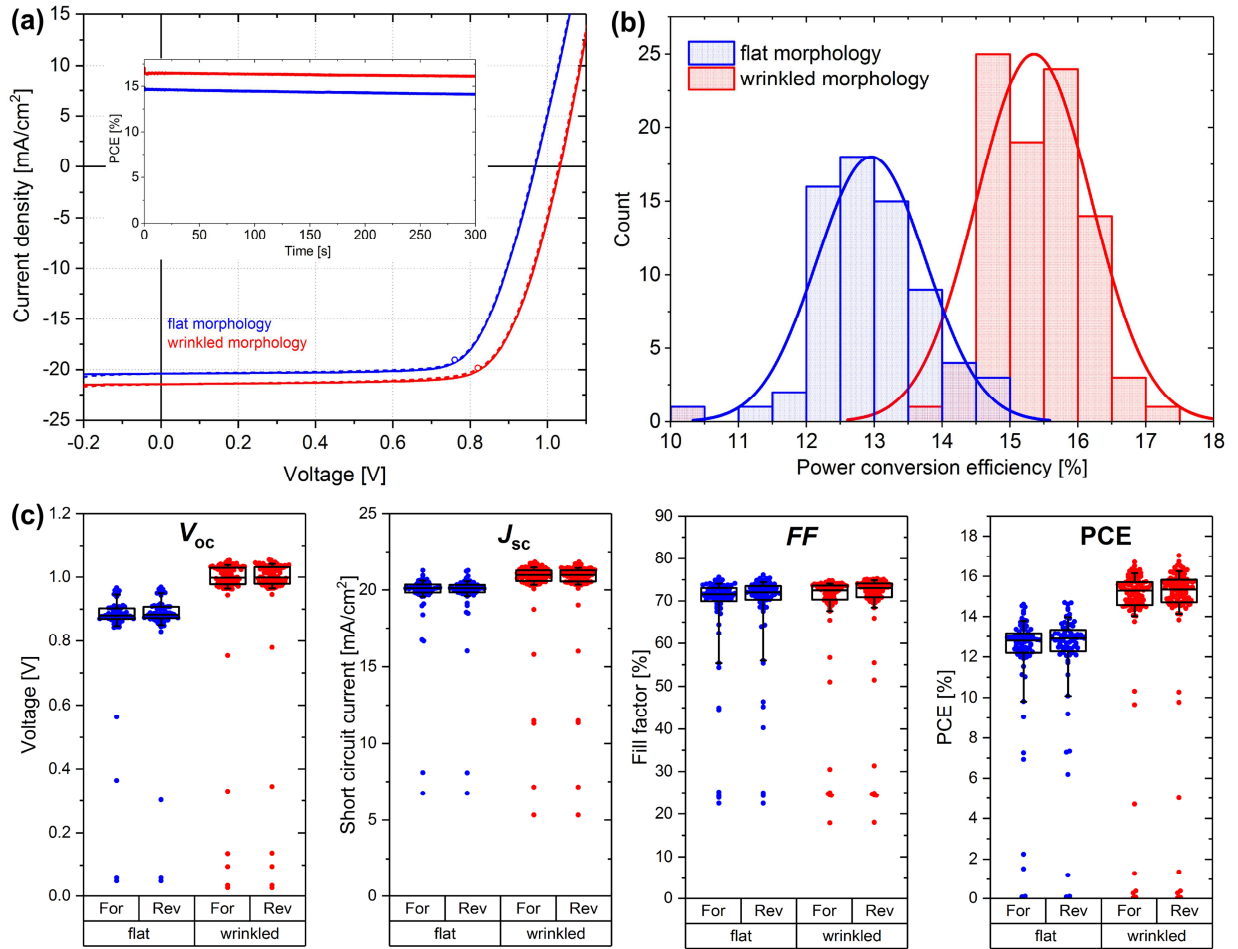 (a)
15
10
5
0
-5
-10
-15
-20
-25
Current density [mA/cm²]
-0.2
0.0
0.2
0.4
0.6
0.8
1.0
Voltage [V]
flat morphology
wrinkled morphology
15
10
5
0
PCE [%]
0
50
100
150
200
250
300
Time [s]
(b)
flat morphology
wrinkled morphology
25
20
15
10
5
0
Count
10
11
12
13
14
15
16
17
18
Power conversion efficiency [%]
(c)
Voc
1.2
1.0
0.8
0.6
0.4
0.2
0.0
Voltage [V]
For
Rev
For
Rev
flat
wrinkled
Jsc
25
20
15
10
5
0
Short circuit current [mA/cm²]
For
Rev
For
Rev
flat
wrinkled
FF
90
80
70
60
50
40
30
20
10
0
Fill factor [%]
For
Rev
For
Rev
flat
wrinkled
PCE
18
16
14
12
10
8
6
4
2
0
PCE [%]
For
Rev
For
Rev
flat
wrinkled